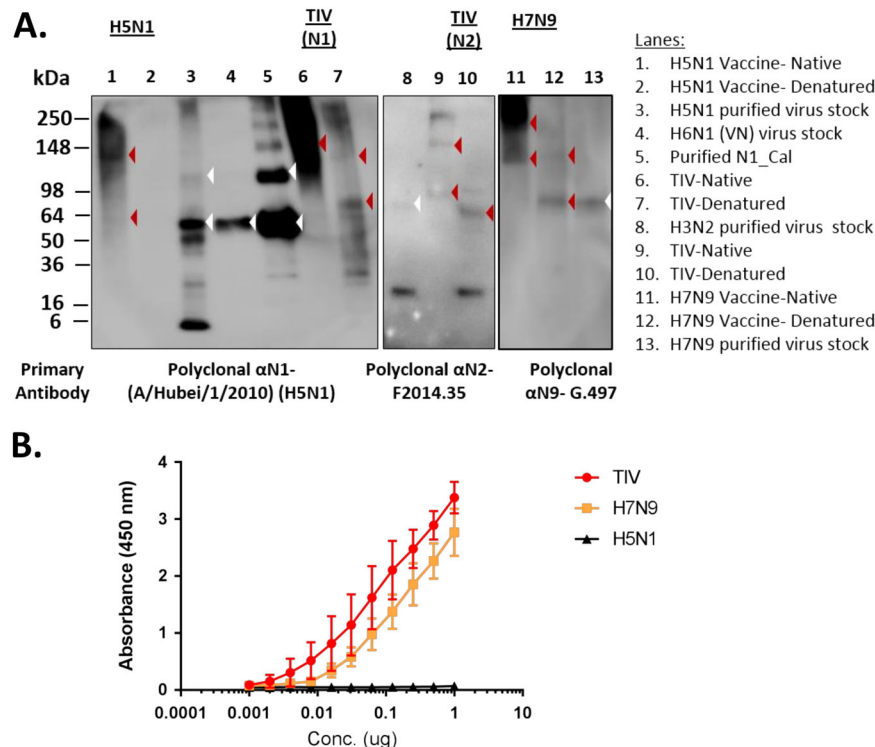 A.
H5N1
TIV
(N1)
TIV
(N2)
H7N9
kDa
1 2 3 4 5 6 7 8 9 10 11 12 13
250
148
98
64
50
36
16
6
Primary
Antibody
Polyclonal αN1-
(A/Hubei/1/2010) (H5N1)
Polyclonal αN2-
F2014.35
Polyclonal
αN9- G.497
Lanes:
1. H5N1 Vaccine- Native
2. H5N1 Vaccine- Denatured
3. H5N1 purified virus stock
4. H6N1 (VN) virus stock
5. Purified N1_Cal
6. TIV-Native
7. TIV-Denatured
8. H3N2 purified virus stock
9. TIV-Native
10. TIV-Denatured
11. H7N9 Vaccine-Native
12. H7N9 Vaccine- Denatured
13. H7N9 purified virus stock
B.
Absorbance (450 nm)
4
3
2
1
0
0.0001 0.001 0.01 0.1 1 10
Conc. (ug)
TIV
H7N9
H5N1